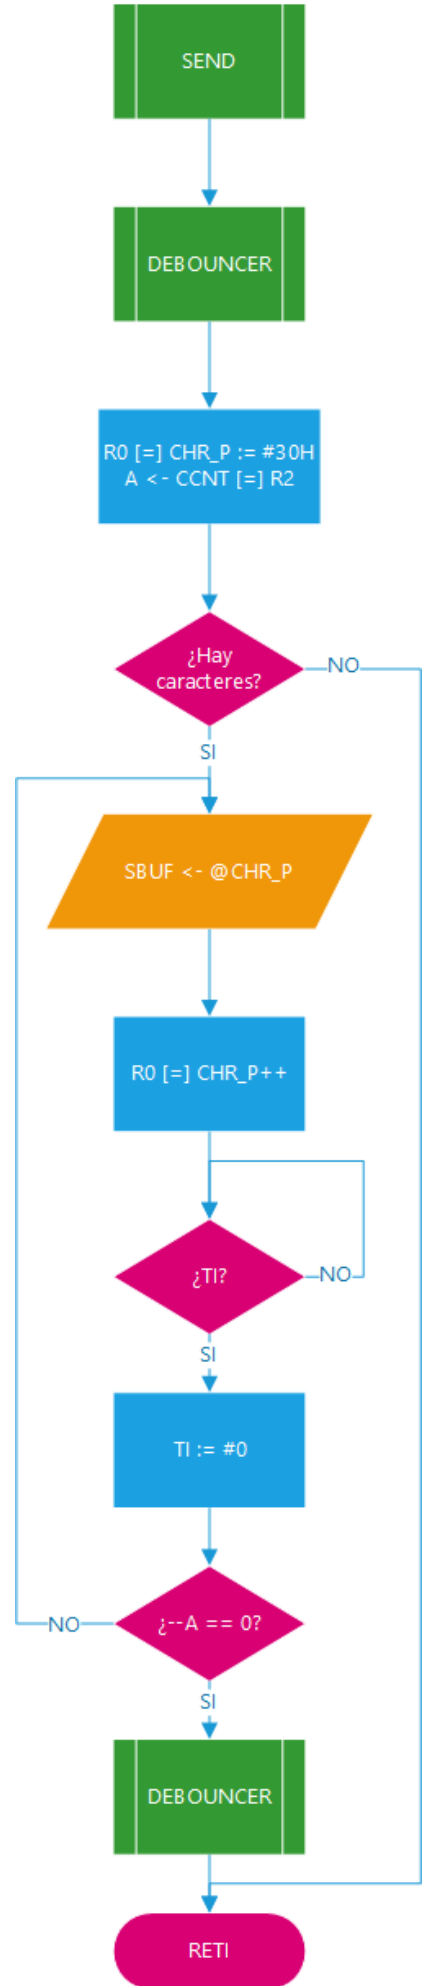 SEND
DEBOUNCER
R0 [=] CHR_P := #30H
A <- CCNT [=] R2
¿Hay
caracteres?
NO
SI
SBUF <- @CHR_P
R0 [=] CHR_P++
¿TI?
NO
SI
TI := #0
¿--A == 0?
NO
SI
DEBOUNCER
RETI